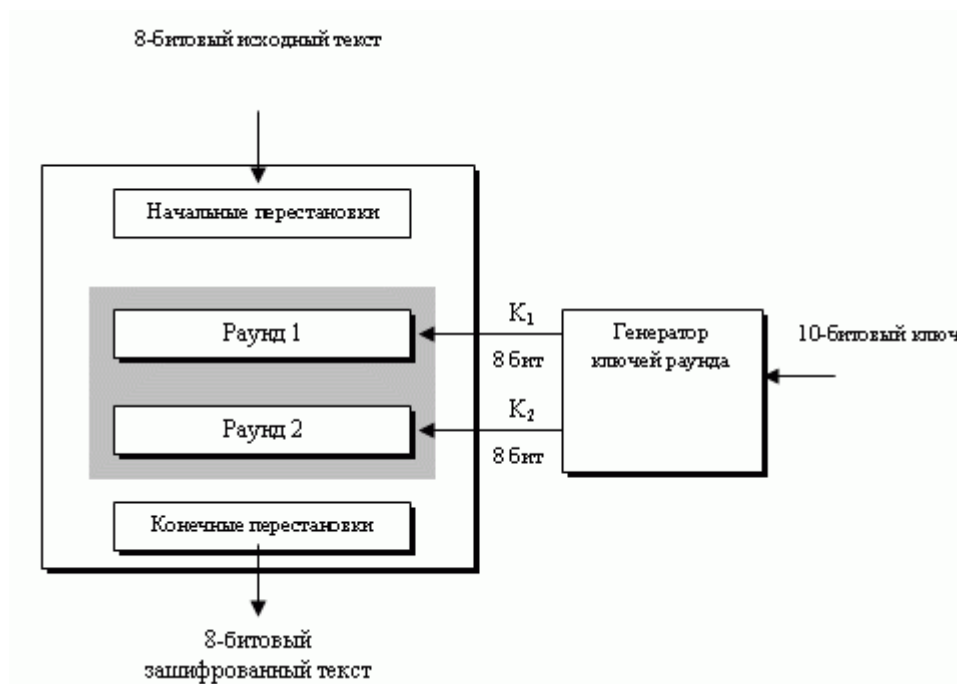 8-битовый исходный текст
Начальные перестановки
Раунд 1
K1
8 бит
Генератор
ключей раунда
10-битовый ключ
Раунд 2
K2
8 бит
Конечные перестановки
8-битовый
зашифрованный текст